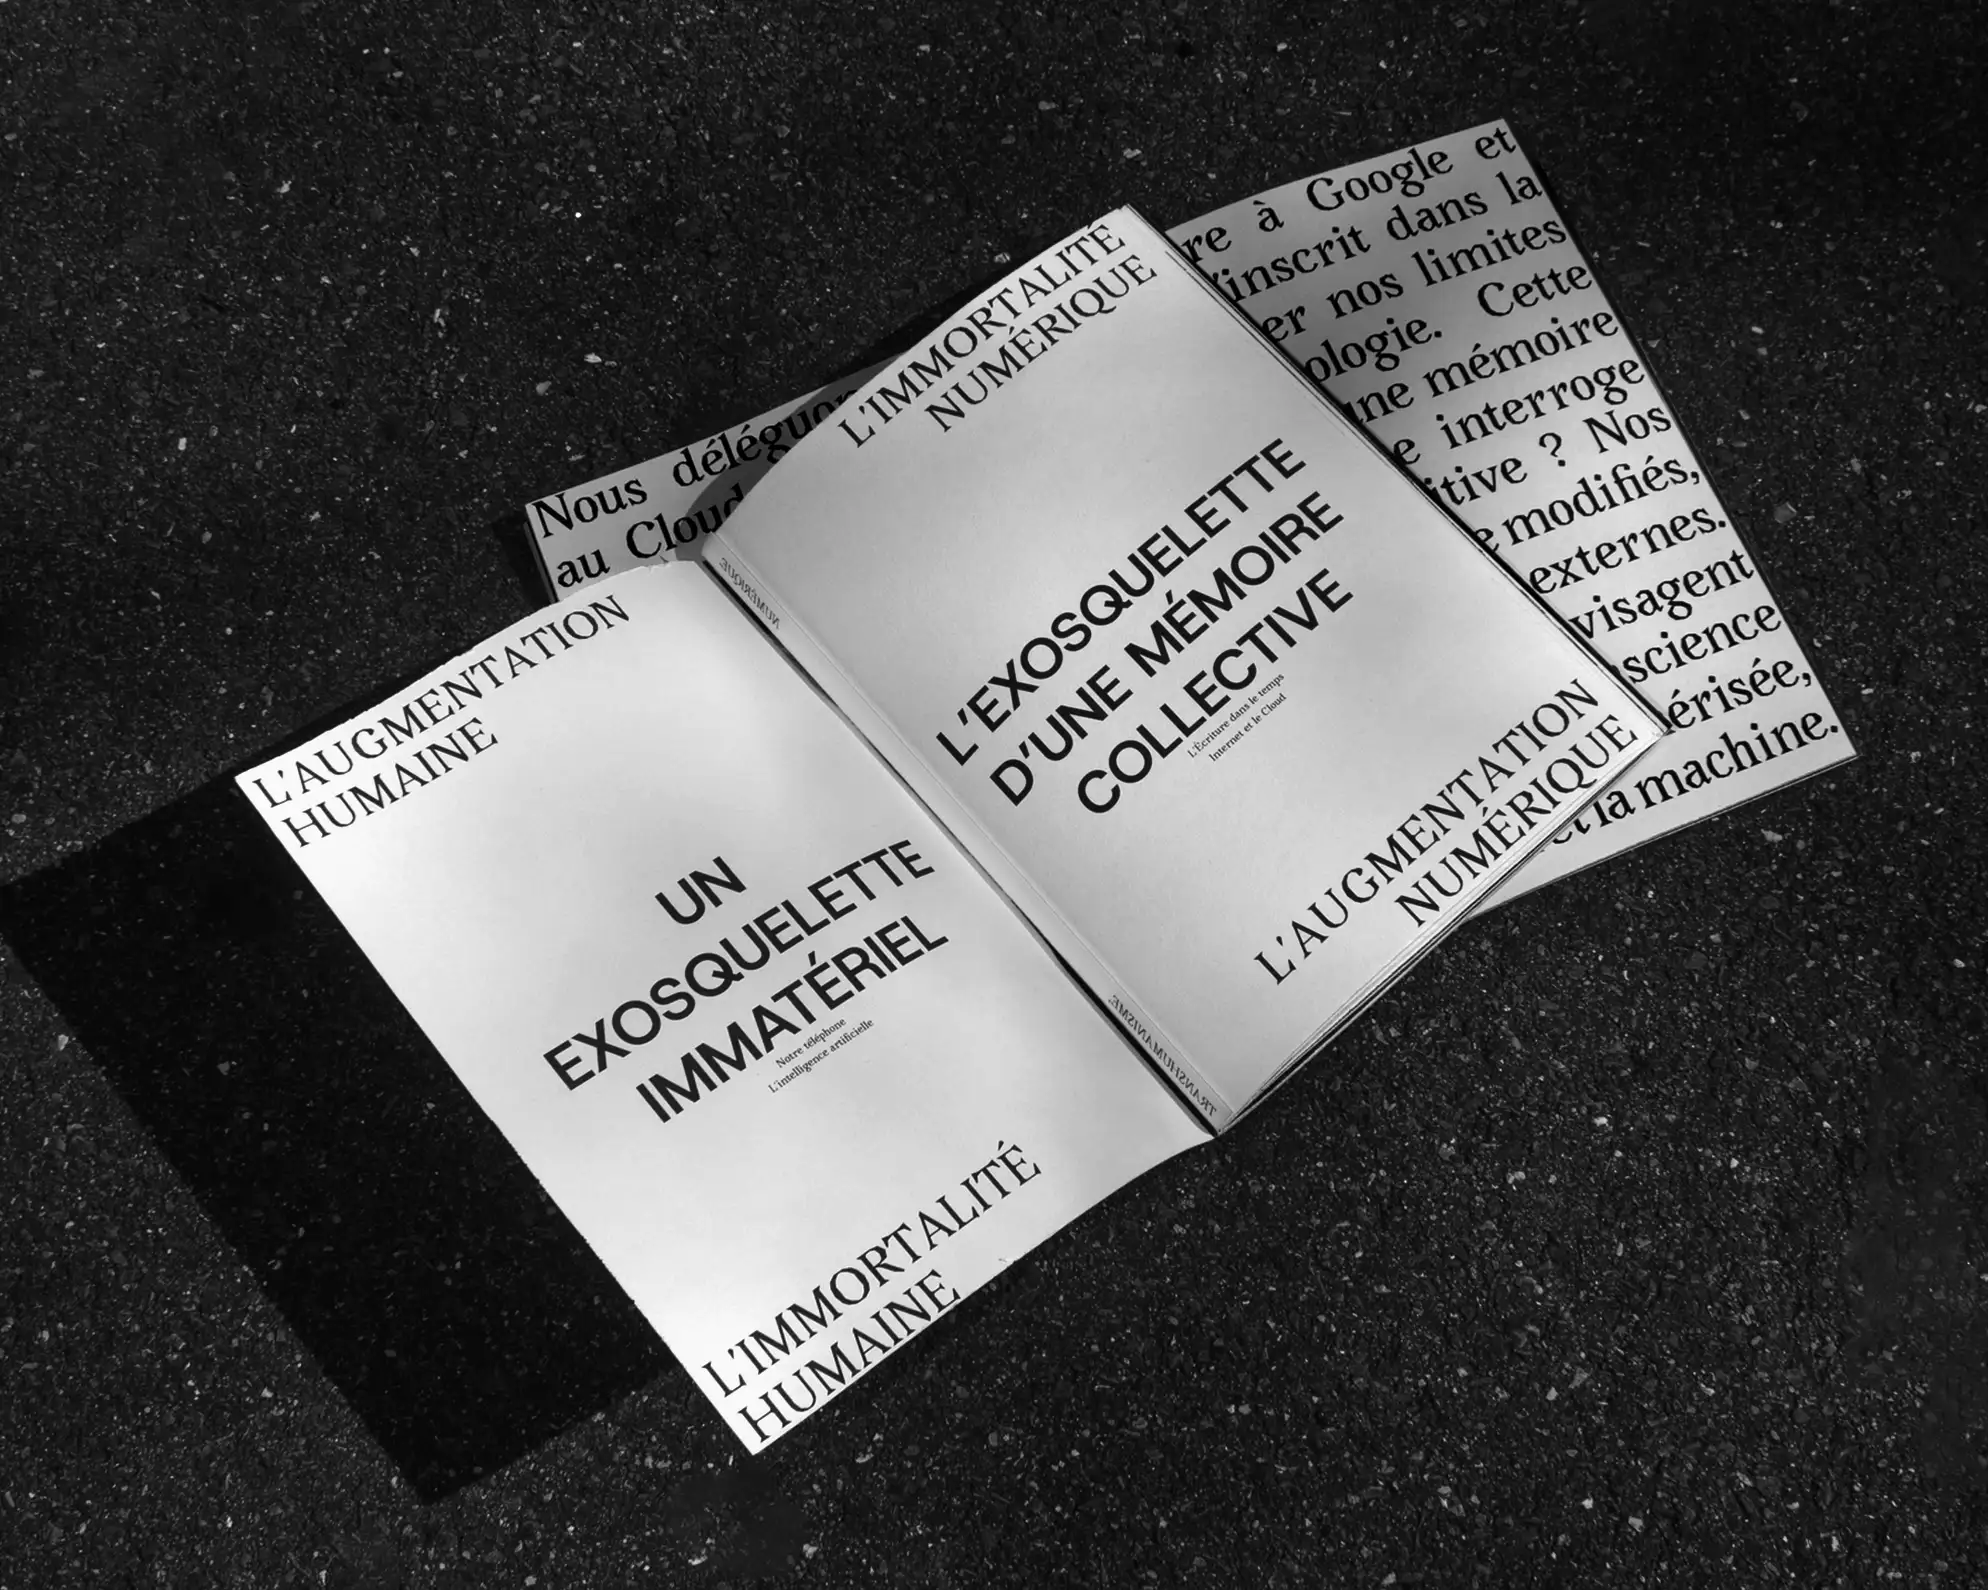 L'AUGMENTATION
HUMAINE
UN
EXOSQUELETTE
IMMATÉRIEL
Notre téléphone
L'intelligence artificielle
L'IMMORTALITÉ
HUMAINE
NUMÉRIQUE
TRANSHUMANISME
L'IMMORTALITÉ
NUMÉRIQUE
L'EXOSQUELETTE
D'UNE MÉMOIRE
COLLECTIVE
L'Écriture dans le temps
Internet et le Cloud
L'AUGMENTATION
NUMÉRIQUE
Nous
au Cloud
à Google et
inscrit dans la
nos limites
Cette
mémoire
interroge
? Nos
modifiés,
externes.
la machine.